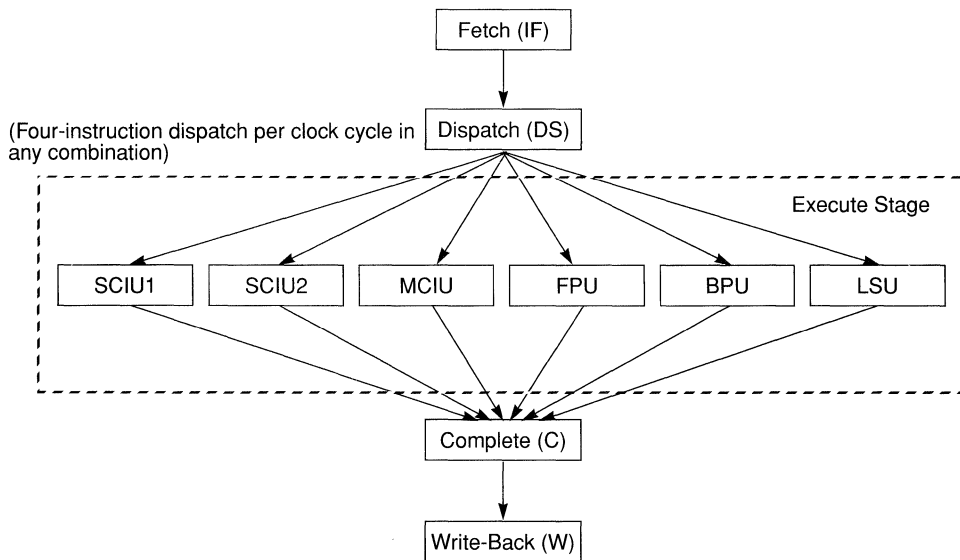 Fetch (IF)
(Four-instruction dispatch per clock cycle in
any combination)
Dispatch (DS)
Execute Stage
SCIU1
SCIU2
MCIU
FPU
BPU
LSU
Complete (C)
Write-Back (W)